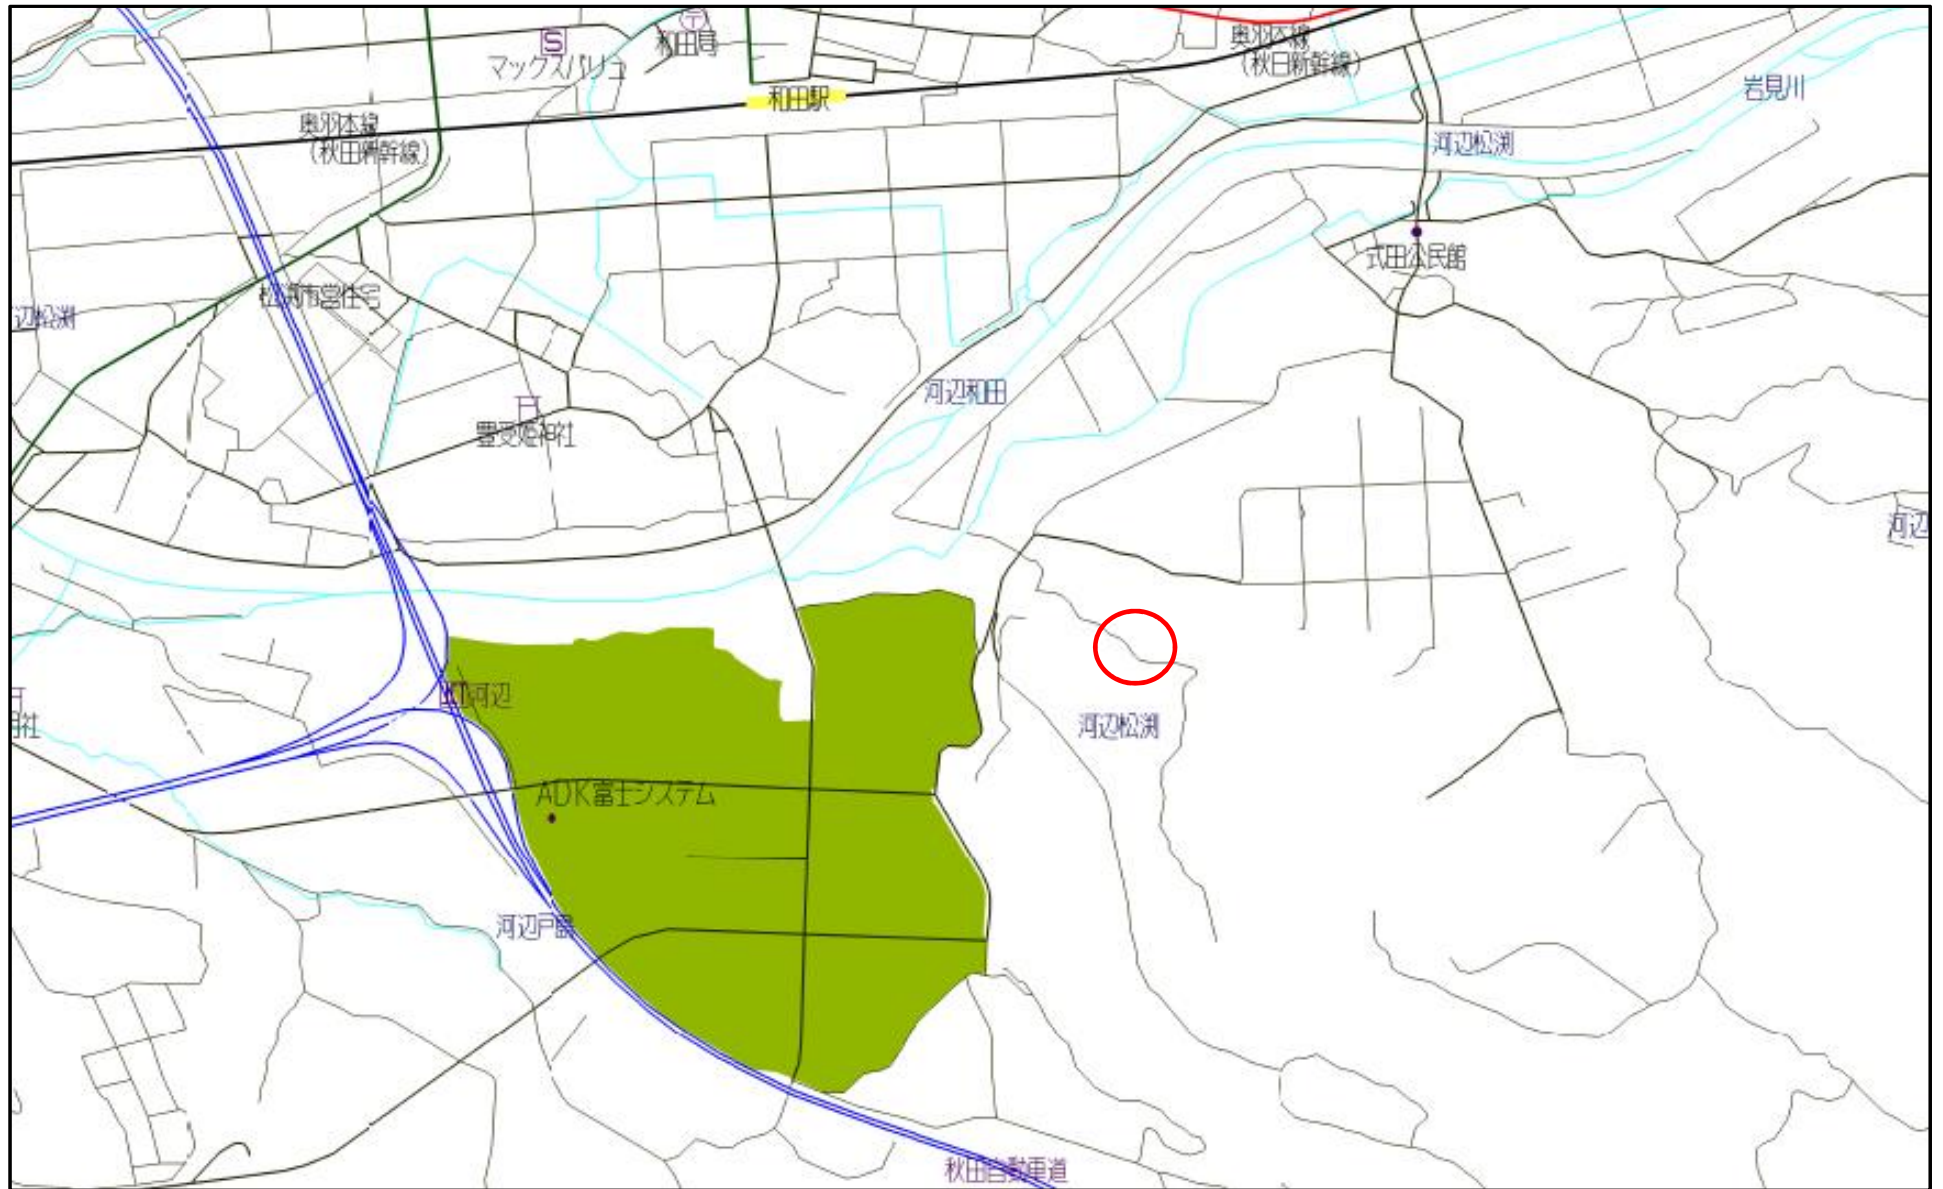 和田局
マックスバリュ
奥羽本線
(秋田新幹線)
和田駅
岩見川
奥羽本線
(秋田新幹線)
河辺松渕
式田公民館
松渕市営住宅
辺松渕
河辺和田
豊受姫神社
河辺
河辺
河辺松渕
ADK富士システム
河辺戸島
秋田自動車道